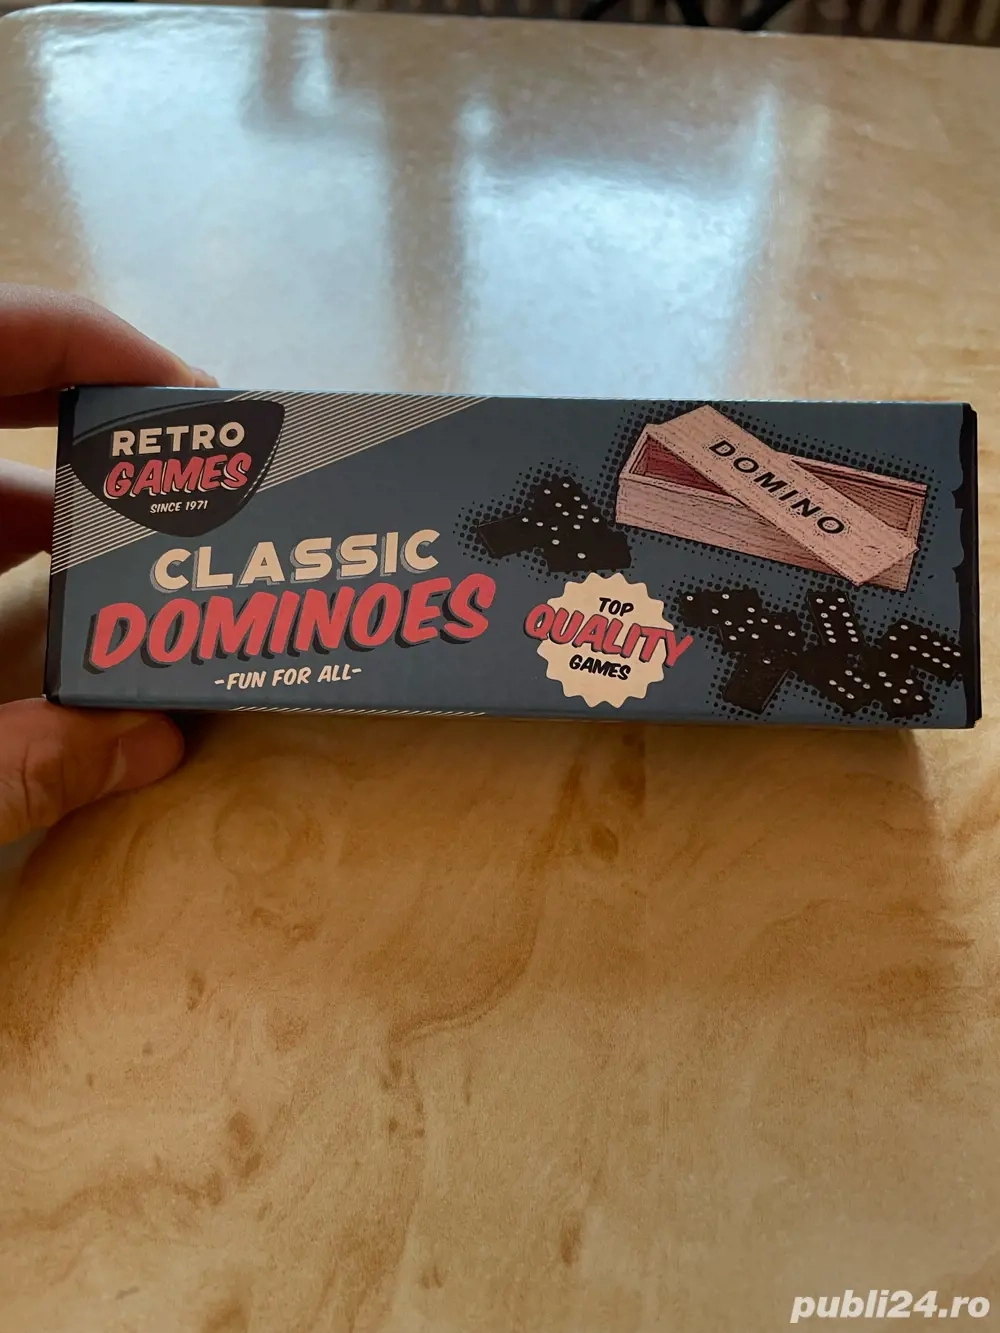 RETRO
GAMES
SINCE 1971
CLASSIC
DOMINOES
-FUN FOR ALL-
TOP
QUALITY
GAMES
DOMINO
publi24.ro